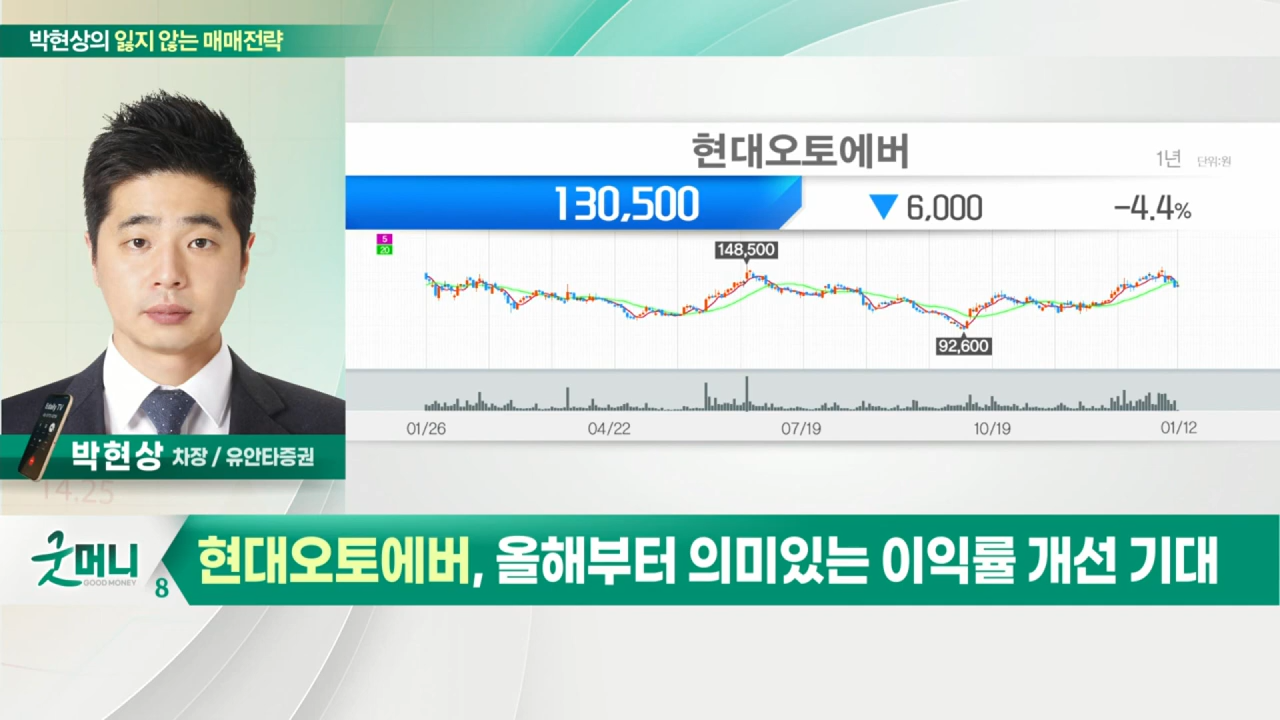 박현상의 잃지 않는 매매전략
현대오토에버
1년 단위:원
130,500 ▼ 6,000 -4.4%
5
20
148,500
92,600
01/26 04/22 07/19 10/19 01/12
박현상 차장 / 유안타증권
14.25
굿머니
GOOD MONEY
8
현대오토에버, 올해부터 의미있는 이익률 개선 기대